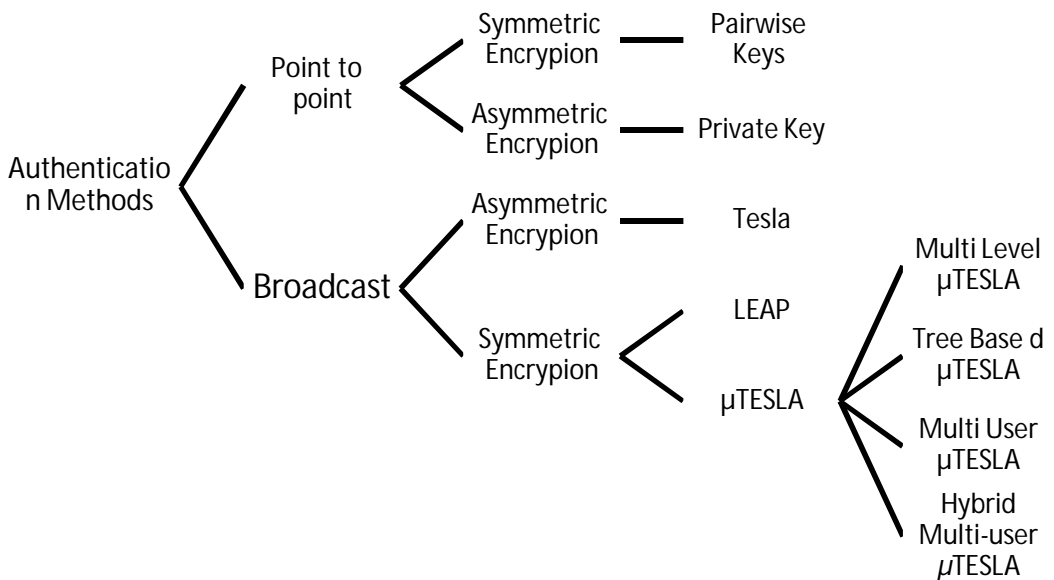 Symmetric
Encrypion
Pairwise
Keys
Point to
point
Asymmetric
Encrypion
Private Key
Authenticatio
n Methods
Asymmetric
Encrypion
Tesla
Broadcast
Multi Level
µTESLA
LEAP
Symmetric
Encrypion
Tree Base d
µTESLA
µTESLA
Multi User
µTESLA
Hybrid
Multi-user
µTESLA